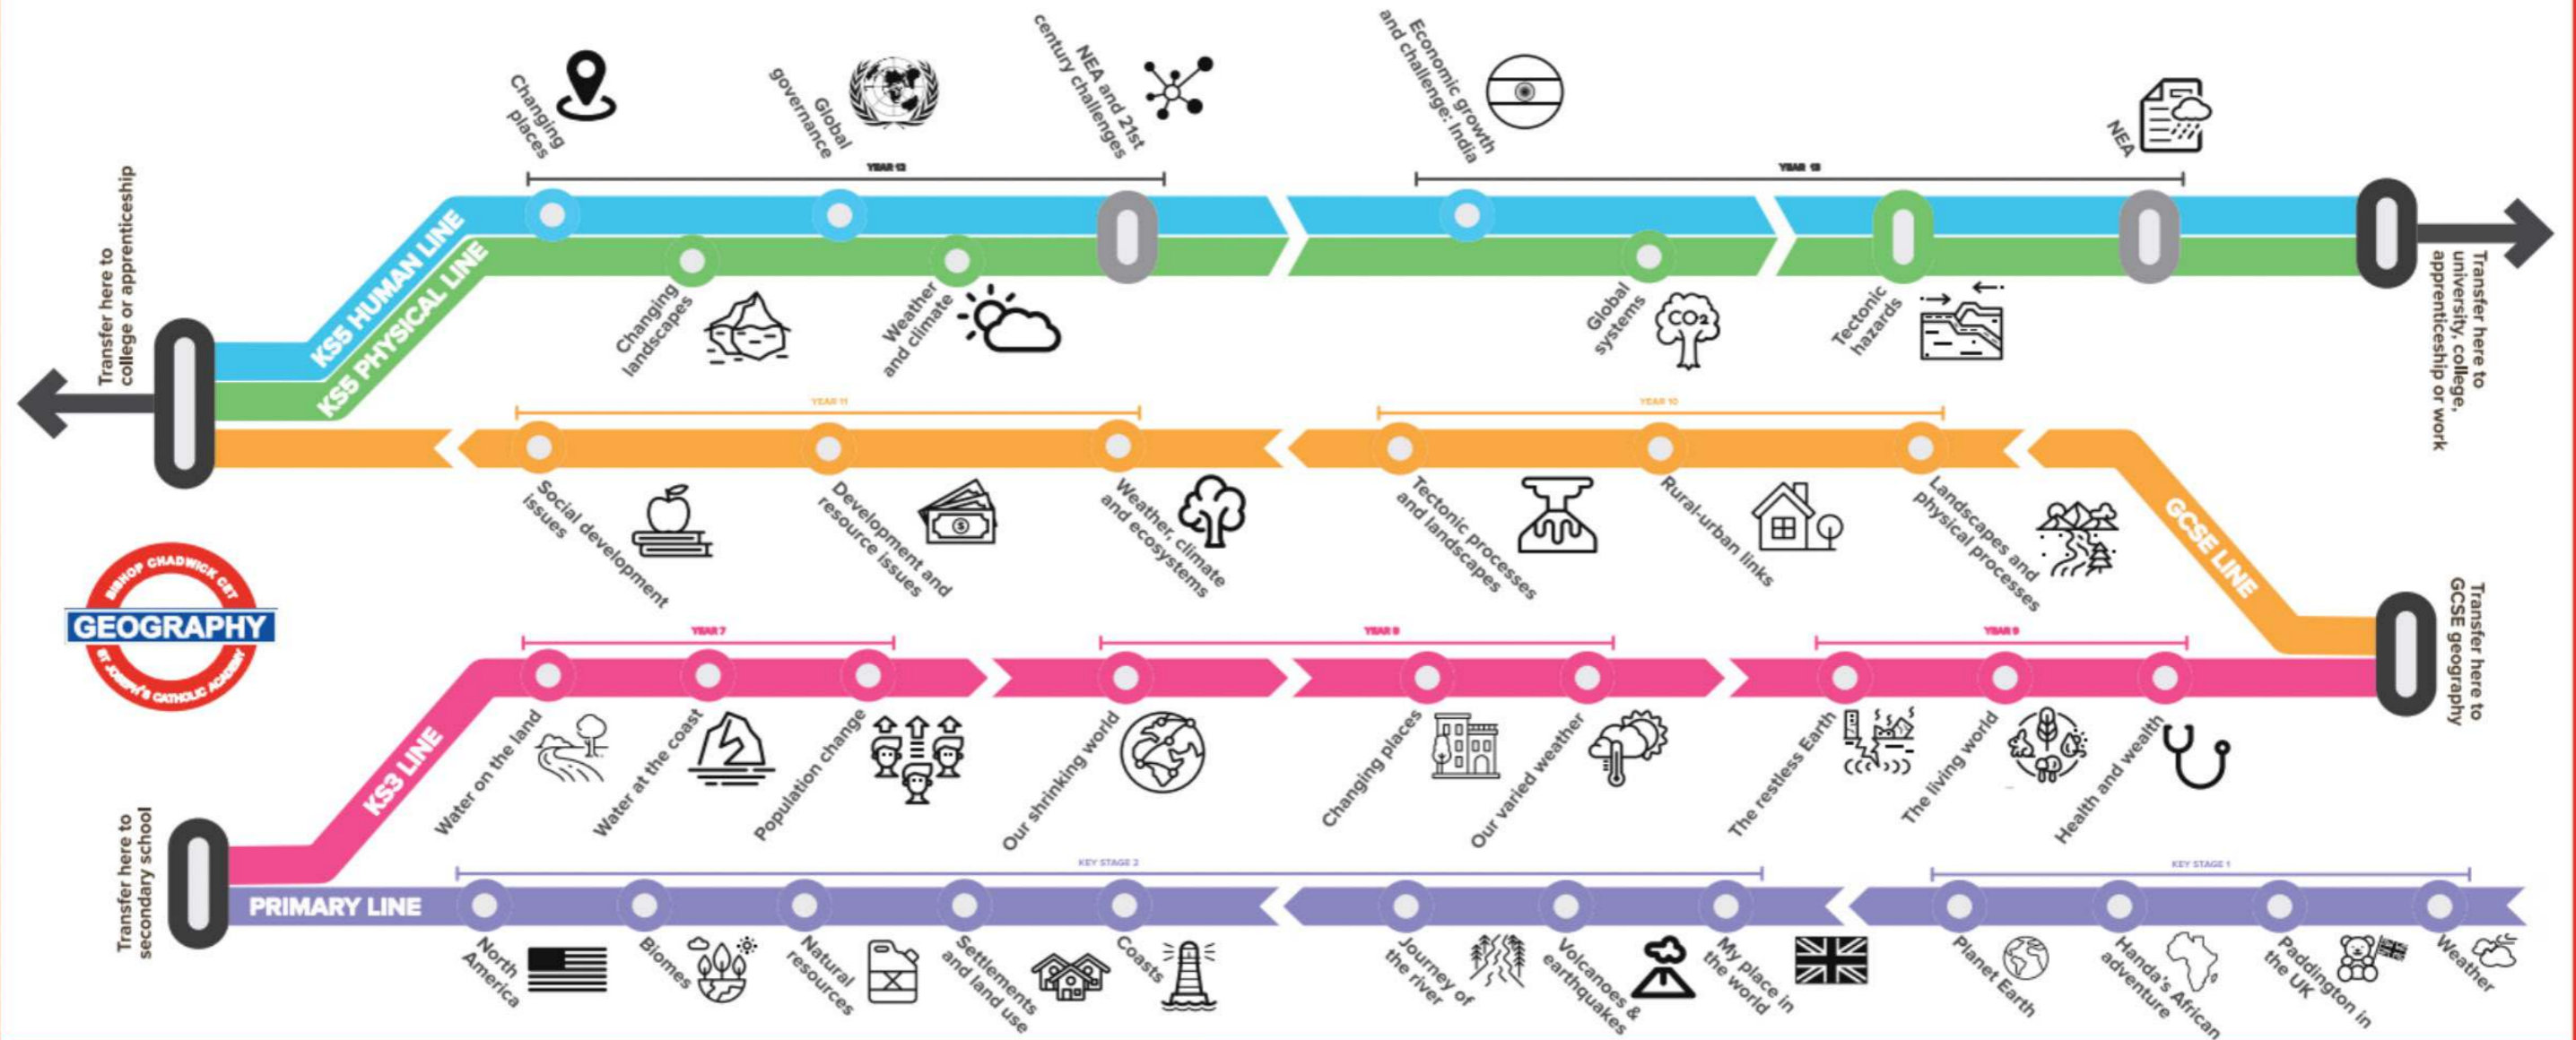 Changing
places
Global
governance
NEA and 21st
century challenges
Economic growth
and challenge: India
NEA
YEAR 12
YEAR 13
Transfer here to
college or apprenticeship
KS5 HUMAN LINE
KS5 PHYSICAL LINE
Changing
landscapes
Weather
and climate
Global
systems
CO2
Tectonic
hazards
Transfer here to
university, college,
apprenticeship or work
YEAR 11
YEAR 10
Social development
issues
Development and
resource issues
Weather, climate
and ecosystems
Tectonic processes
and landscapes
Rural-urban links
Landscapes and
physical processes
GCSE LINE
BISHOP CHADWICK CET
GEOGRAPHY
ST JOSEPH'S CATHOLIC ACADEMY
Transfer here to
GCSE geography
YEAR 7
YEAR 8
YEAR 9
KS3 LINE
Water on the land
Water at the coast
Population change
Our shrinking world
Changing places
Our varied weather
The restless Earth
The living world
Health and wealth
Transfer here to
secondary school
KEY STAGE 2
KEY STAGE 1
PRIMARY LINE
North
America
Biomes
Natural
resources
Settlements
and land use
Coasts
Journey of
the river
Volcanoes &
earthquakes
My place in
the world
Planet Earth
Handa's African
adventure
Paddington in
the UK
Weather